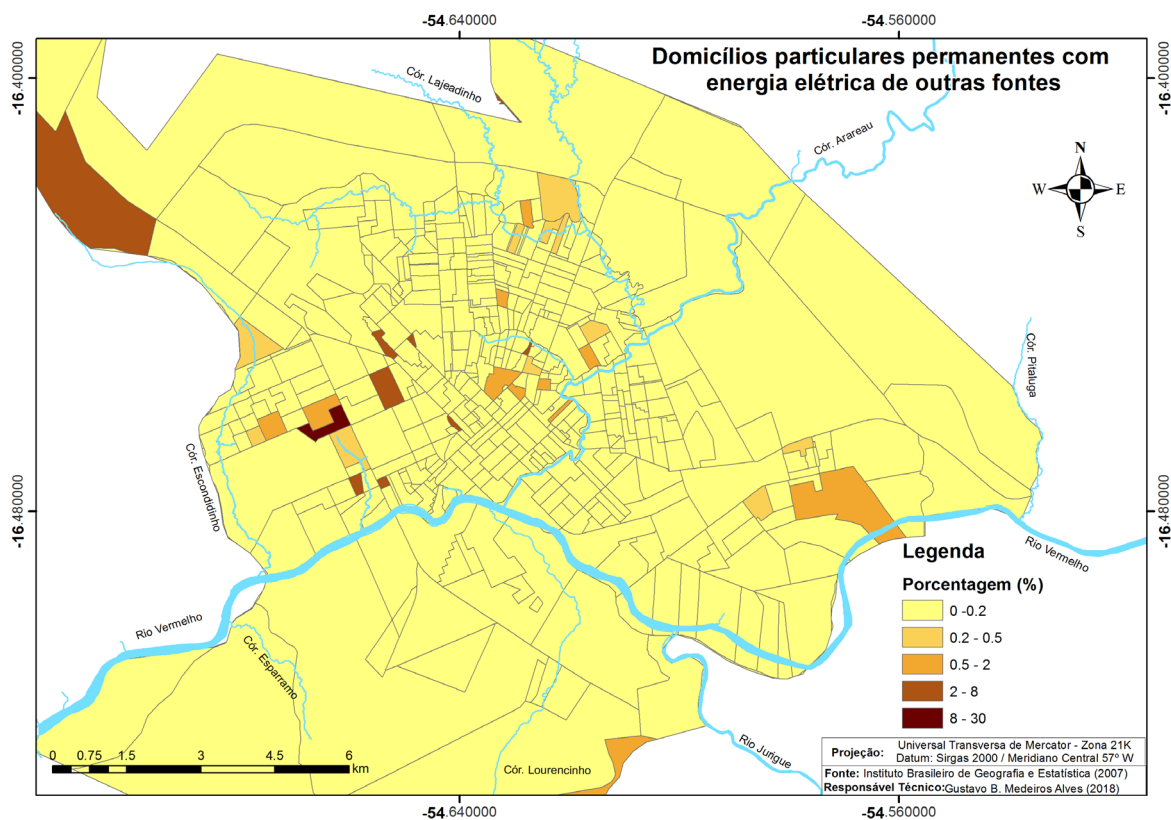 -54.640000
-54.560000
Domicílios particulares permanentes com
energia elétrica de outras fontes
-16.400000
-16.400000
Cór. Lajeadinho
Cór. Arareau
N
W
E
S
Cór. Pitaluga
Cór. Escondidinho
-16.480000
-16.480000
Rio Vermelho
Rio Vermelho
Cór. Esparramo
Cór. Lourencinho
Rio Jurigue
Legenda
Porcentagem (%)
0 -0.2
0.2 - 0.5
0.5 - 2
2 - 8
8 - 30
0 0.75 1.5 3 4.5 6
km
Projeção: Universal Transversa de Mercator - Zona 21K
Datum: Sirgas 2000 / Meridiano Central 57º W
Fonte: Instituto Brasileiro de Geografia e Estatística (2007)
Responsável Técnico:Gustavo B. Medeiros Alves (2018)
-54.640000
-54.560000